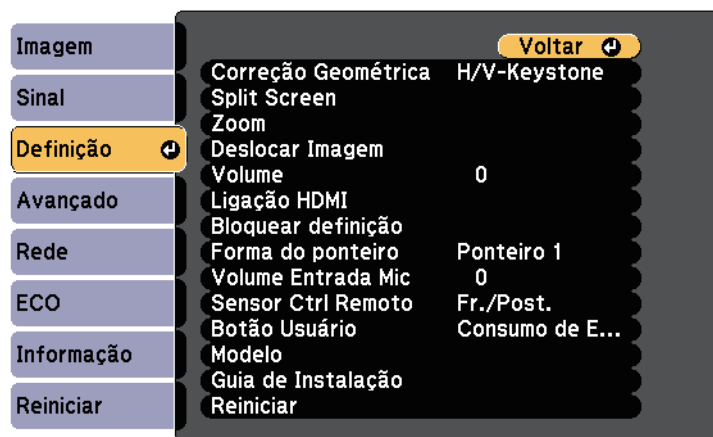 Imagem
Sinal
Definição
Avançado
Rede
ECO
Informação
Reiniciar
Voltar
Correção Geométrica H/V-Keystone
Split Screen
Zoom
Deslocar Imagem
Volume 0
Ligação HDMI
Bloquear definição
Forma do ponteiro Ponteiro 1
Volume Entrada Mic 0
Sensor Ctrl Remoto Fr./Post.
Botão Usuário Consumo de E...
Modelo
Guia de Instalação
Reiniciar